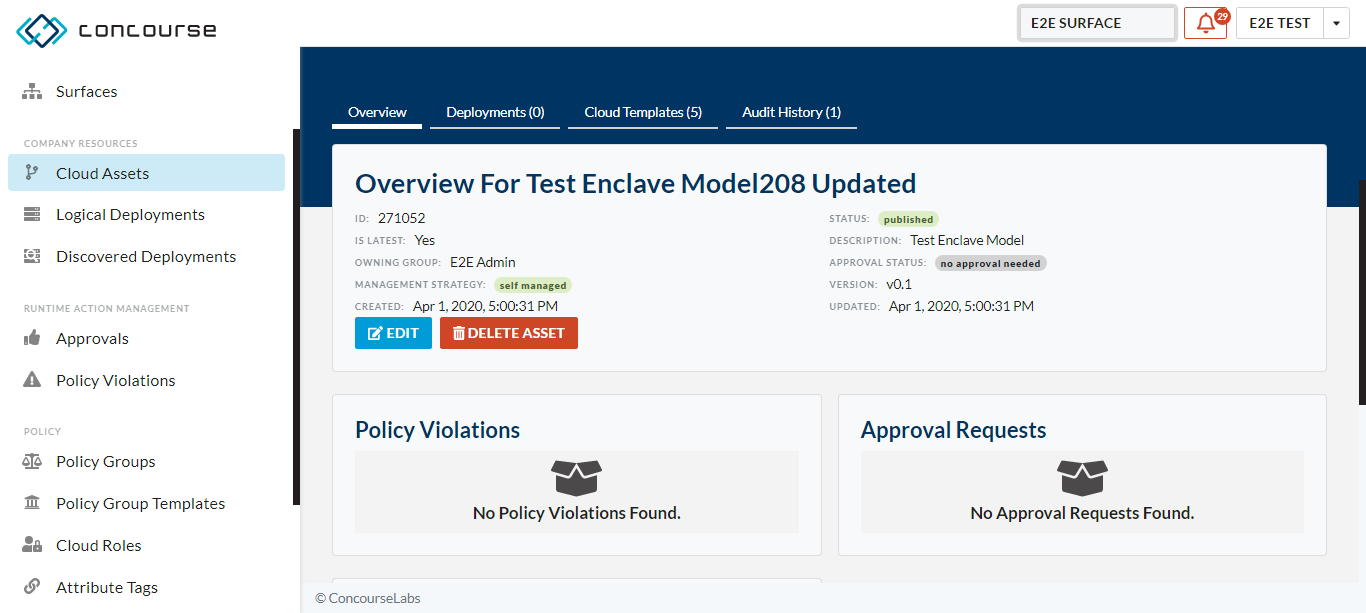 concourse
E2E SURFACE
29
E2E TEST
Surfaces
COMPANY RESOURCES
Cloud Assets
Logical Deployments
Discovered Deployments
RUNTIME ACTION MANAGEMENT
Approvals
Policy Violations
POLICY
Policy Groups
Policy Group Templates
Cloud Roles
Attribute Tags
Overview
Deployments (0)
Cloud Templates (5)
Audit History (1)
Overview For Test Enclave Model208 Updated
ID: 271052
IS LATEST: Yes
OWNING GROUP: E2E Admin
MANAGEMENT STRATEGY: self managed
CREATED: Apr 1, 2020, 5:00:31 PM
STATUS: published
DESCRIPTION: Test Enclave Model
APPROVAL STATUS: no approval needed
VERSION: v0.1
UPDATED: Apr 1, 2020, 5:00:31 PM
EDIT
DELETE ASSET
Policy Violations
No Policy Violations Found.
Approval Requests
No Approval Requests Found.
© ConcourseLabs